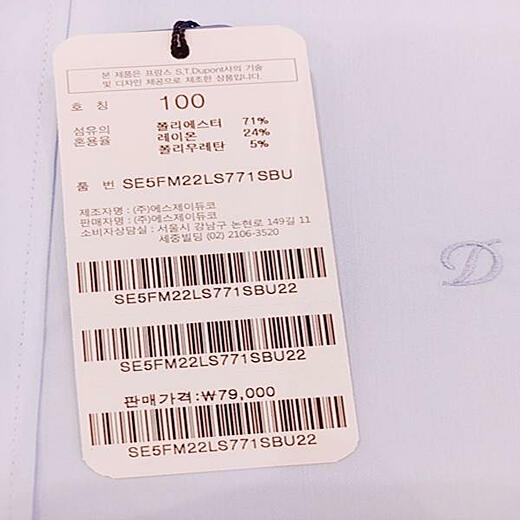 본 제품은 프랑스 S.T.Dupont사의 기술
및 디자인 제공으로 제조한 상품입니다.
호 칭 100
섬유의 혼용율
폴리에스터 71%
레이온 24%
폴리우레탄 5%
품 번 SE5FM22LS771SBU
제조자명 : (주)에스제이듀코
판매자명 : (주)에스제이듀코
소비자상담실 : 서울시 강남구 논현로 149길 11
세중빌딩 (02) 2106-3520
SE5FM22LS771SBU22
SE5FM22LS771SBU22
판매가격:₩79,000
SE5FM22LS771SBU22
D